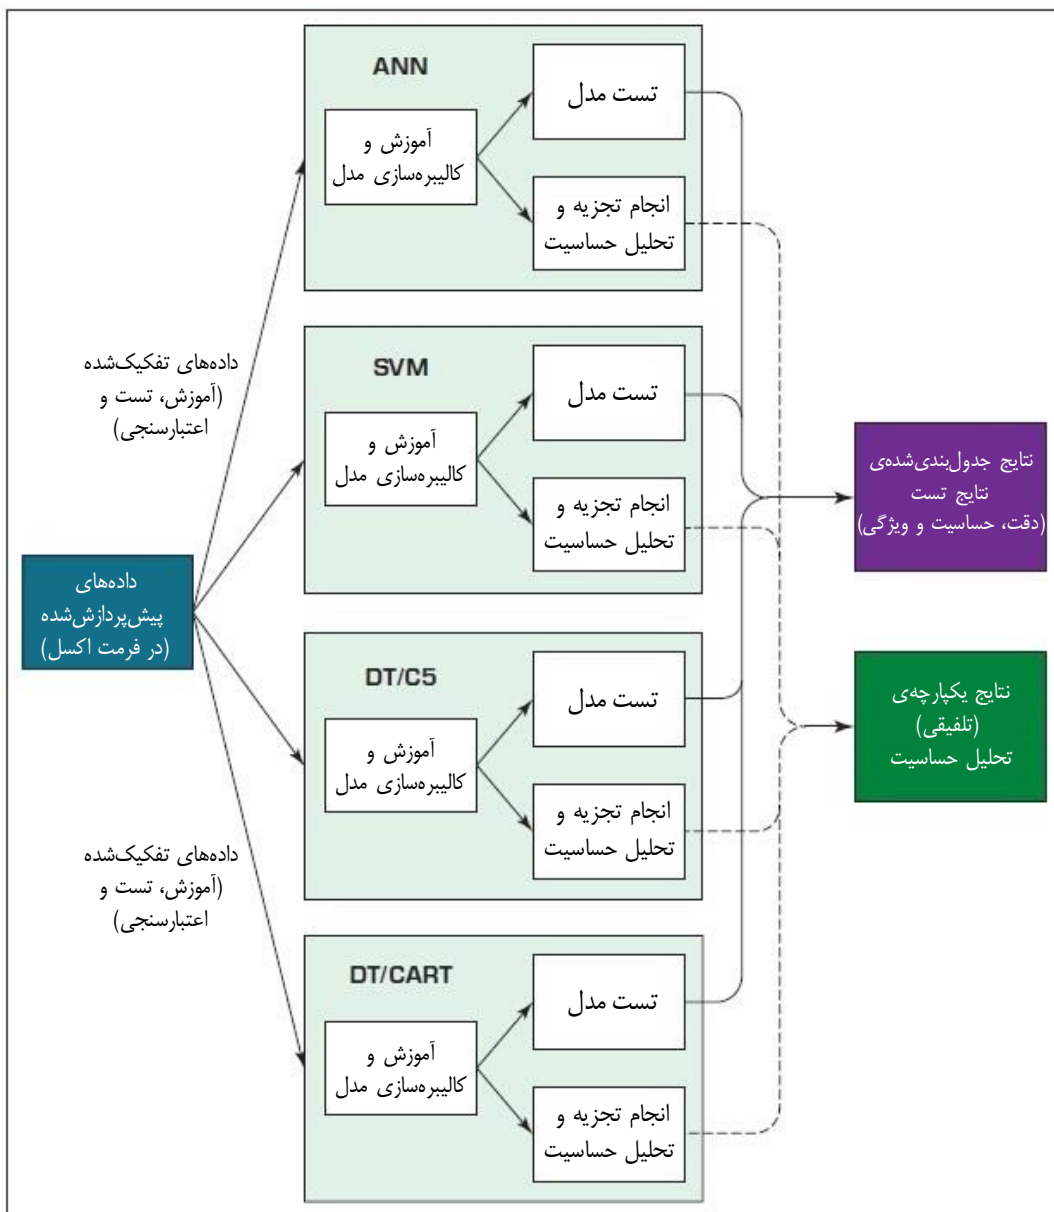 ANN
آموزش و
کالیبره‌سازی مدل
تست مدل
انجام تجزیه و
تحلیل حساسیت
داده‌های تفکیک‌شده
(آموزش، تست و
اعتبارسنجی)
SVM
آموزش و
کالیبره‌سازی مدل
تست مدل
انجام تجزیه و
تحلیل حساسیت
نتایج جدول‌بندی‌شده‌ی
نتایج تست
(دقت، حساسیت و ویژگی)
داده‌های
پیش‌پردازش‌شده
(در فرمت اکسل)
DT/C5
آموزش و
کالیبره‌سازی مدل
تست مدل
انجام تجزیه و
تحلیل حساسیت
نتایج یکپارچه‌ی
(تلفیقی)
تحلیل حساسیت
داده‌های تفکیک‌شده
(آموزش، تست و
اعتبارسنجی)
DT/CART
آموزش و
کالیبره‌سازی مدل
تست مدل
انجام تجزیه و
تحلیل حساسیت